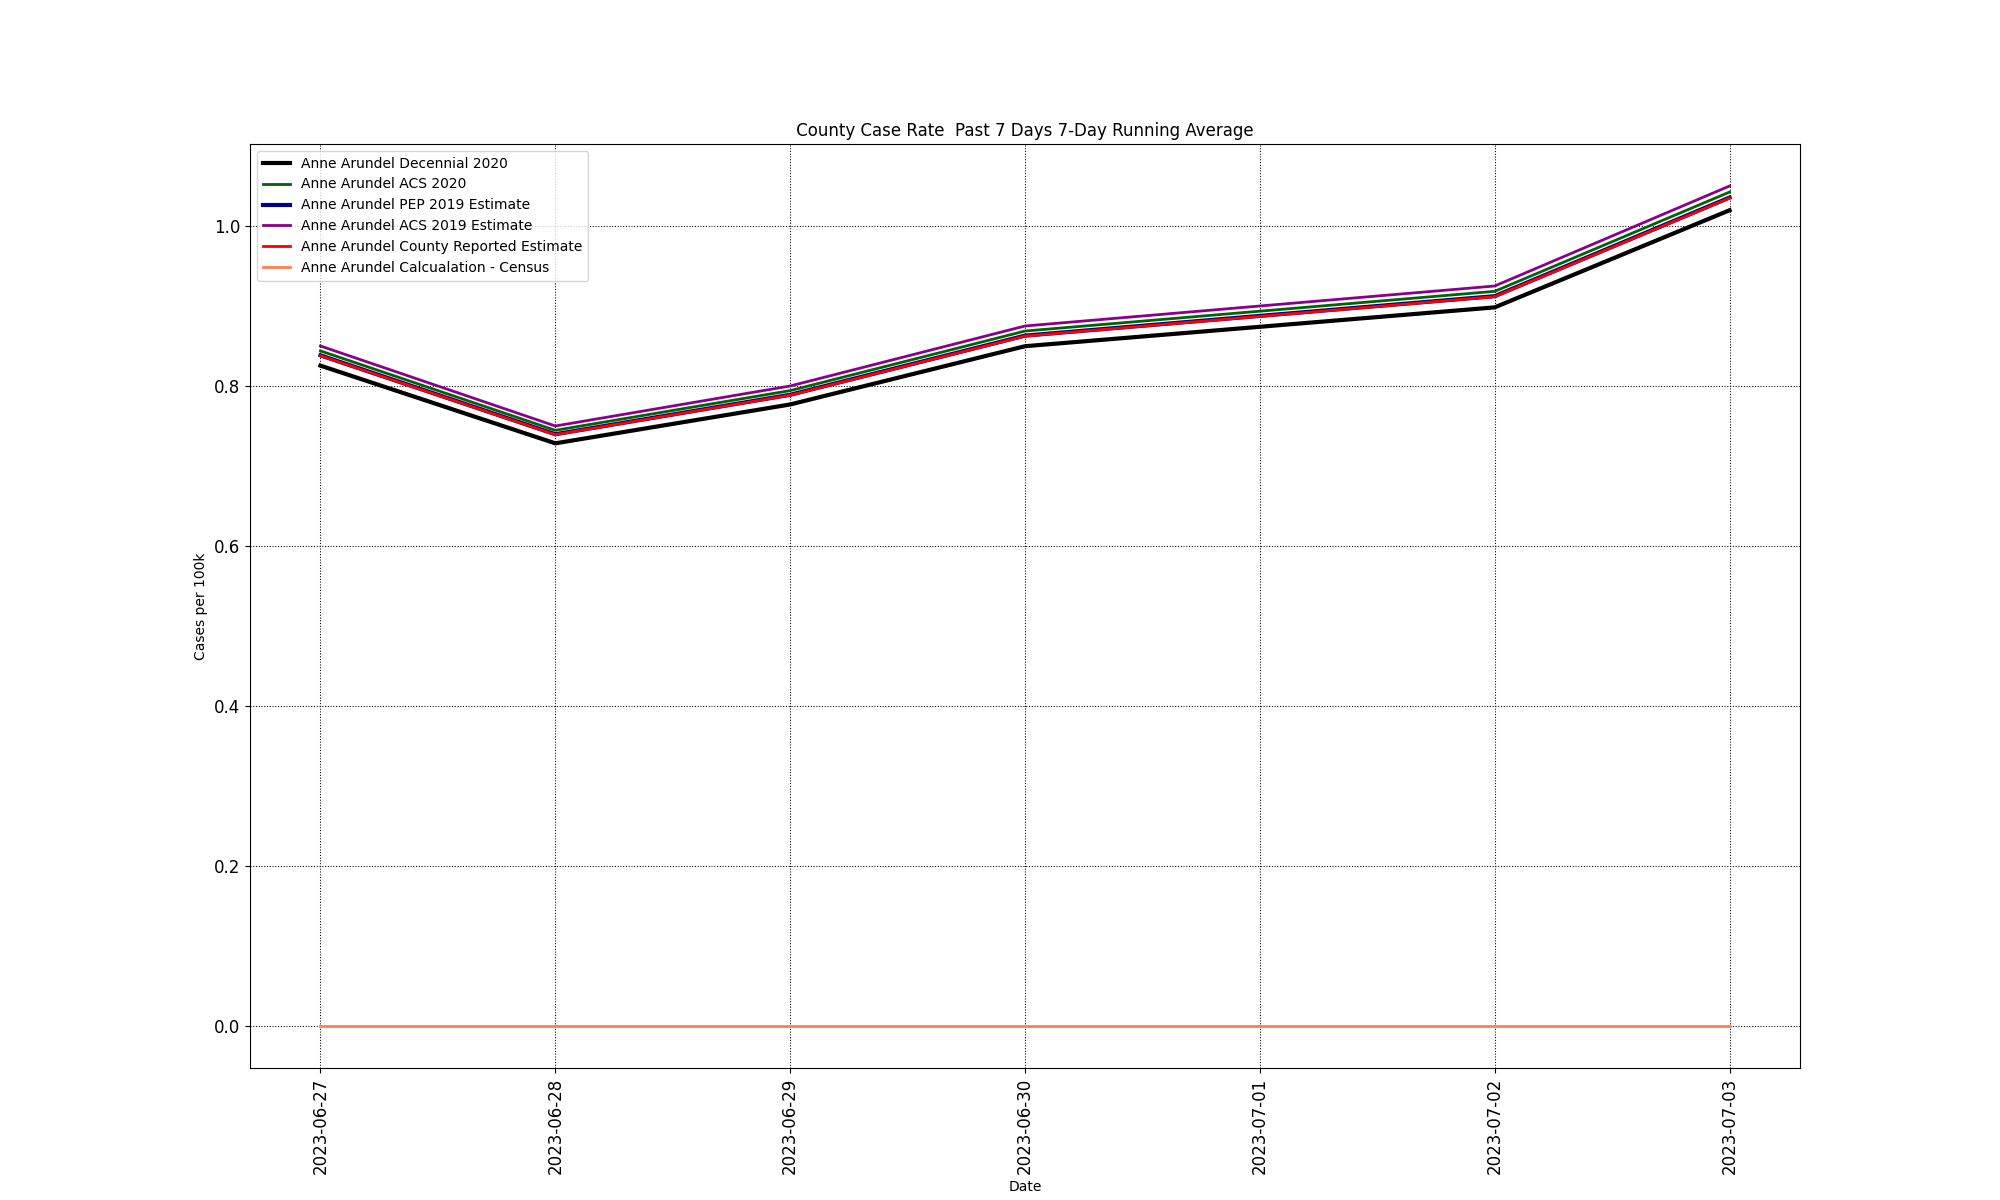 County Case Rate  Past 7 Days 7-Day Running Average
Anne Arundel Decennial 2020
Anne Arundel ACS 2020
Anne Arundel PEP 2019 Estimate
Anne Arundel ACS 2019 Estimate
Anne Arundel County Reported Estimate
Anne Arundel Calcualation - Census
1.0
0.8
0.6
0.4
0.2
0.0
Cases per 100k
2023-06-27
2023-06-28
2023-06-29
2023-06-30
2023-07-01
2023-07-02
2023-07-03
Date